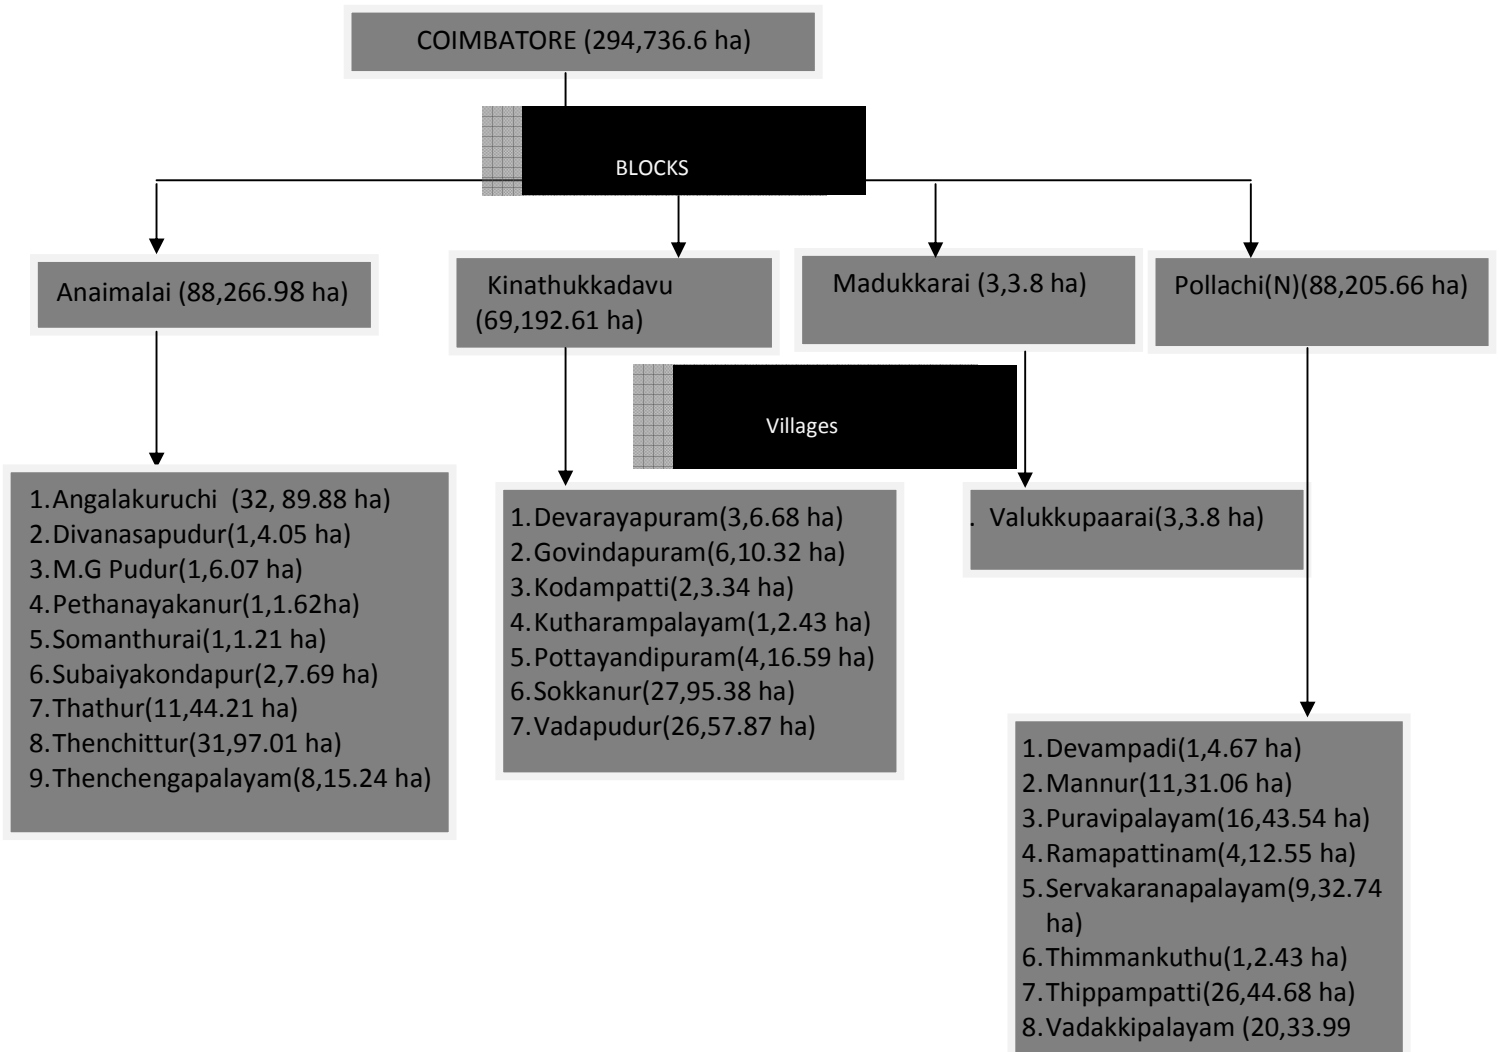 COIMBATORE (294,736.6 ha)
BLOCKS
Anaimalai (88,266.98 ha)
Kinathukkadavu
(69,192.61 ha)
Madukkarai (3,3.8 ha)
Pollachi(N)(88,205.66 ha)
Villages
1.Angalakuruchi (32, 89.88 ha)
2.Divanasapudur(1,4.05 ha)
3.M.G Pudur(1,6.07 ha)
4.Pethanayakanur(1,1.62ha)
5.Somanthurai(1,1.21 ha)
6.Subaiyakondapur(2,7.69 ha)
7.Thathur(11,44.21 ha)
8.Thenchittur(31,97.01 ha)
9.Thenchengapalayam(8,15.24 ha)
1.Devarayapuram(3,6.68 ha)
2.Govindapuram(6,10.32 ha)
3.Kodampatti(2,3.34 ha)
4.Kutharampalayam(1,2.43 ha)
5.Pottayandipuram(4,16.59 ha)
6.Sokkanur(27,95.38 ha)
7.Vadapudur(26,57.87 ha)
. Valukkupaarai(3,3.8 ha)
1.Devampadi(1,4.67 ha)
2.Mannur(11,31.06 ha)
3.Puravipalayam(16,43.54 ha)
4.Ramapattinam(4,12.55 ha)
5.Servakaranapalayam(9,32.74
ha)
6.Thimmankuthu(1,2.43 ha)
7.Thippampatti(26,44.68 ha)
8.Vadakkipalayam (20,33.99